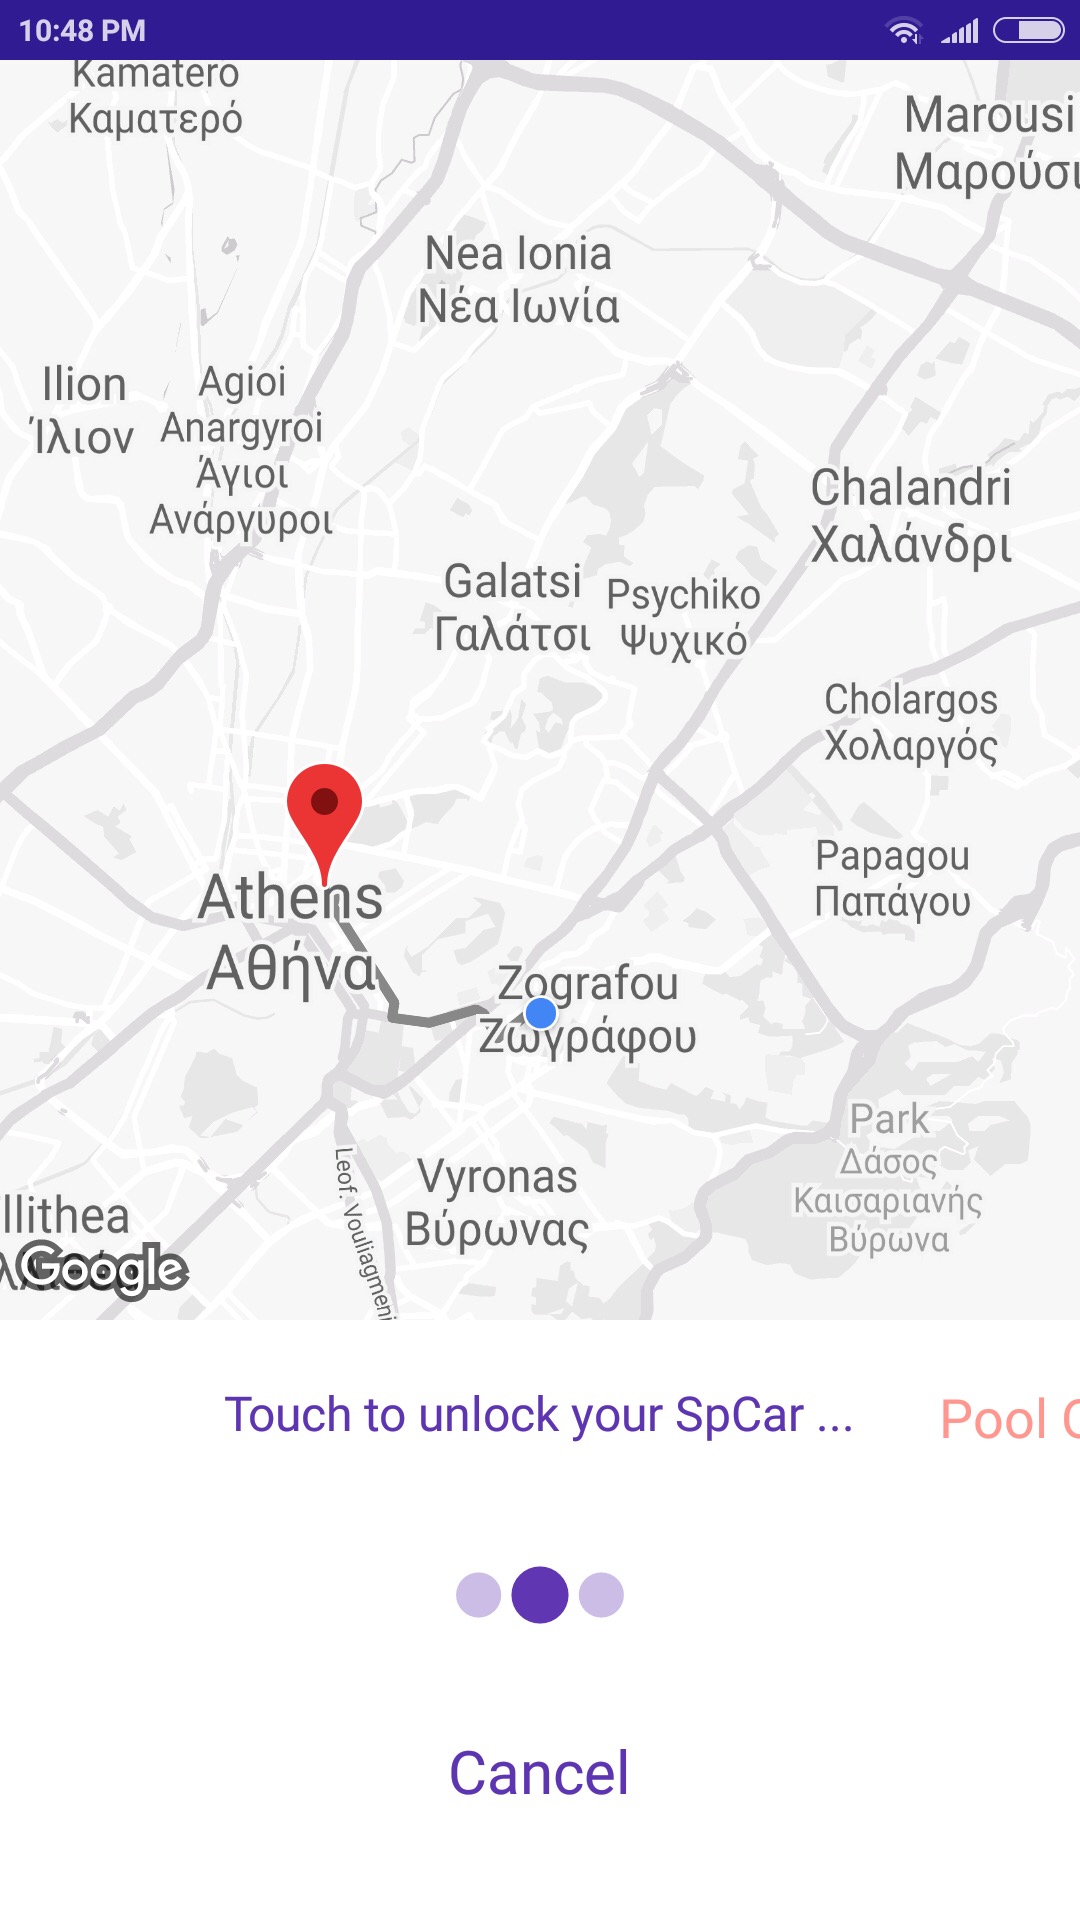 10:48 PM
Kamatero
Καματερό
Marousi
Μαρούσι
Nea Ionia
Νέα Ιωνία
Ilion
Ίλιον
Agioi
Anargyroi
Άγιοι
Ανάργυροι
Chalandri
Χαλάνδρι
Galatsi
Γαλάτσι
Psychiko
Ψυχικό
Cholargos
Χολαργός
Papagou
Παπάγου
Athens
Αθήνα
Zografou
Ζωγράφου
Park
Δάσος
Καισαριανής
Βύρωνα
Vyronas
Βύρωνας
Leof. Vouliagmeni
llithea
Google
Touch to unlock your SpCar ...
Pool C
Cancel